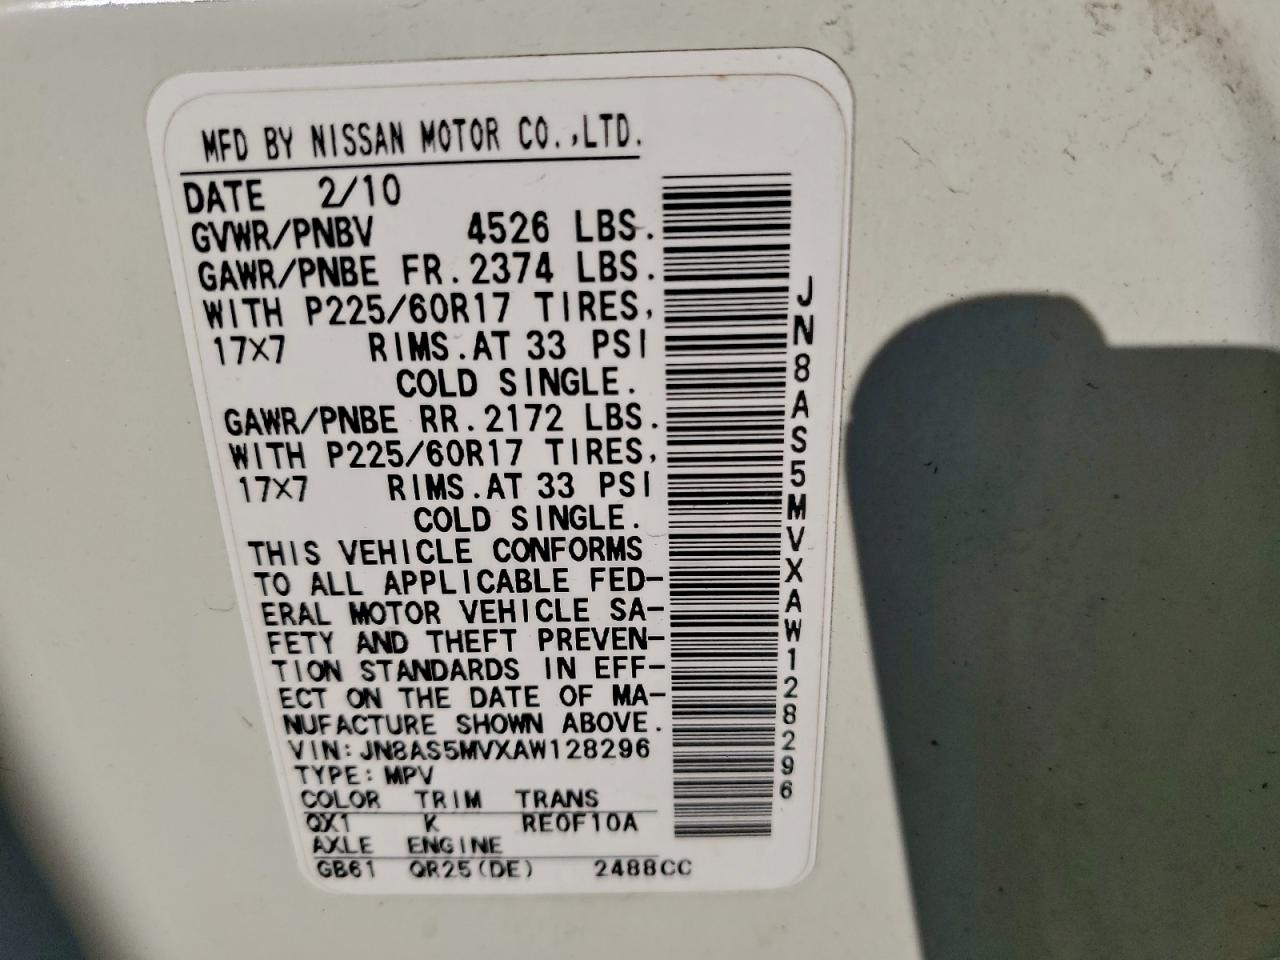 MFD BY NISSAN MOTOR CO.,LTD.
DATE 2/10
GVWR/PNBV 4526 LBS.
GAWR/PNBE FR.2374 LBS.
WITH P225/60R17 TIRES,
17X7 RIMS.AT 33 PSI
COLD SINGLE.
GAWR/PNBE RR.2172 LBS.
WITH P225/60R17 TIRES,
17X7 RIMS.AT 33 PSI
COLD SINGLE.
THIS VEHICLE CONFORMS
TO ALL APPLICABLE FED-
ERAL MOTOR VEHICLE SA-
FETY AND THEFT PREVEN-
TION STANDARDS IN EFF-
ECT ON THE DATE OF MA-
NUFACTURE SHOWN ABOVE.
VIN:JN8AS5MVXAW128296
TYPE:MPV
COLOR TRIM TRANS
QX1 K RE0F10A
AXLE ENGINE
GB61 QR25(DE) 2488CC
JN8AS5MVXAW128296